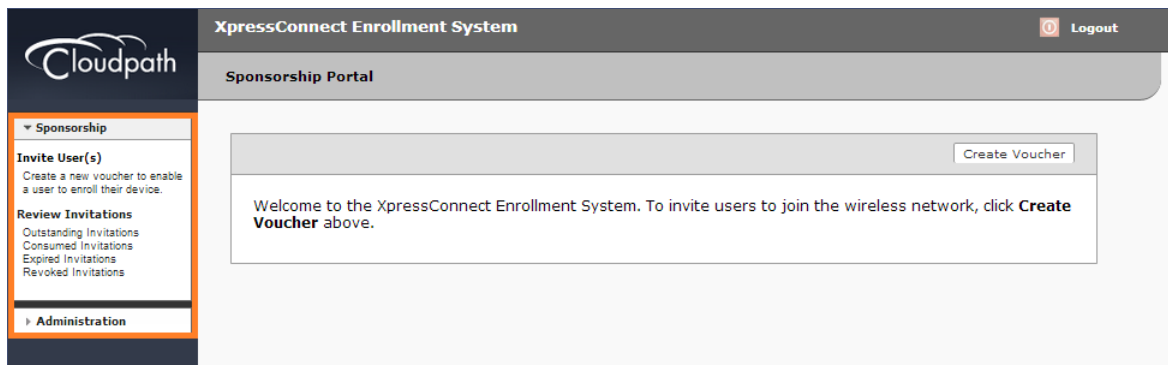 Cloudpath
XpressConnect Enrollment System
Logout
Sponsorship Portal
Sponsorship
Invite User(s)
Create a new voucher to enable
a user to enroll their device.
Review Invitations
Outstanding Invitations
Consumed Invitations
Expired Invitations
Revoked Invitations
Administration
Create Voucher
Welcome to the XpressConnect Enrollment System. To invite users to join the wireless network, click Create
Voucher above.